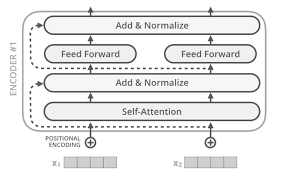 ENCODER #1
Add & Normalize
Feed Forward Feed Forward
Add & Normalize
Self-Attention
POSITIONAL
ENCODING
X1 X2